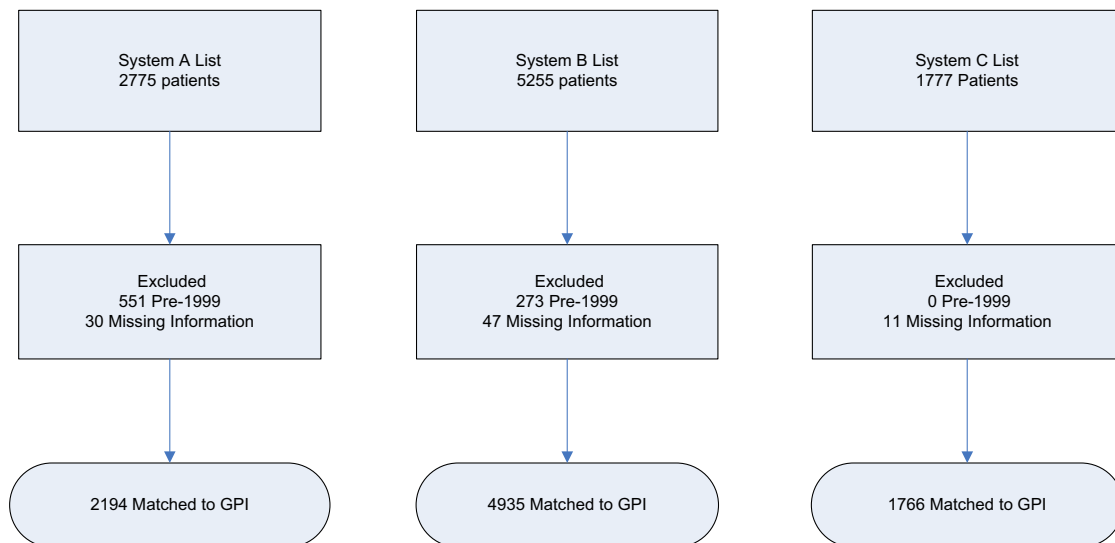 System A List
2775 patients
System B List
5255 patients
System C List
1777 Patients
Excluded
551 Pre-1999
30 Missing Information
Excluded
273 Pre-1999
47 Missing Information
Excluded
0 Pre-1999
11 Missing Information
2194 Matched to GPI
4935 Matched to GPI
1766 Matched to GPI